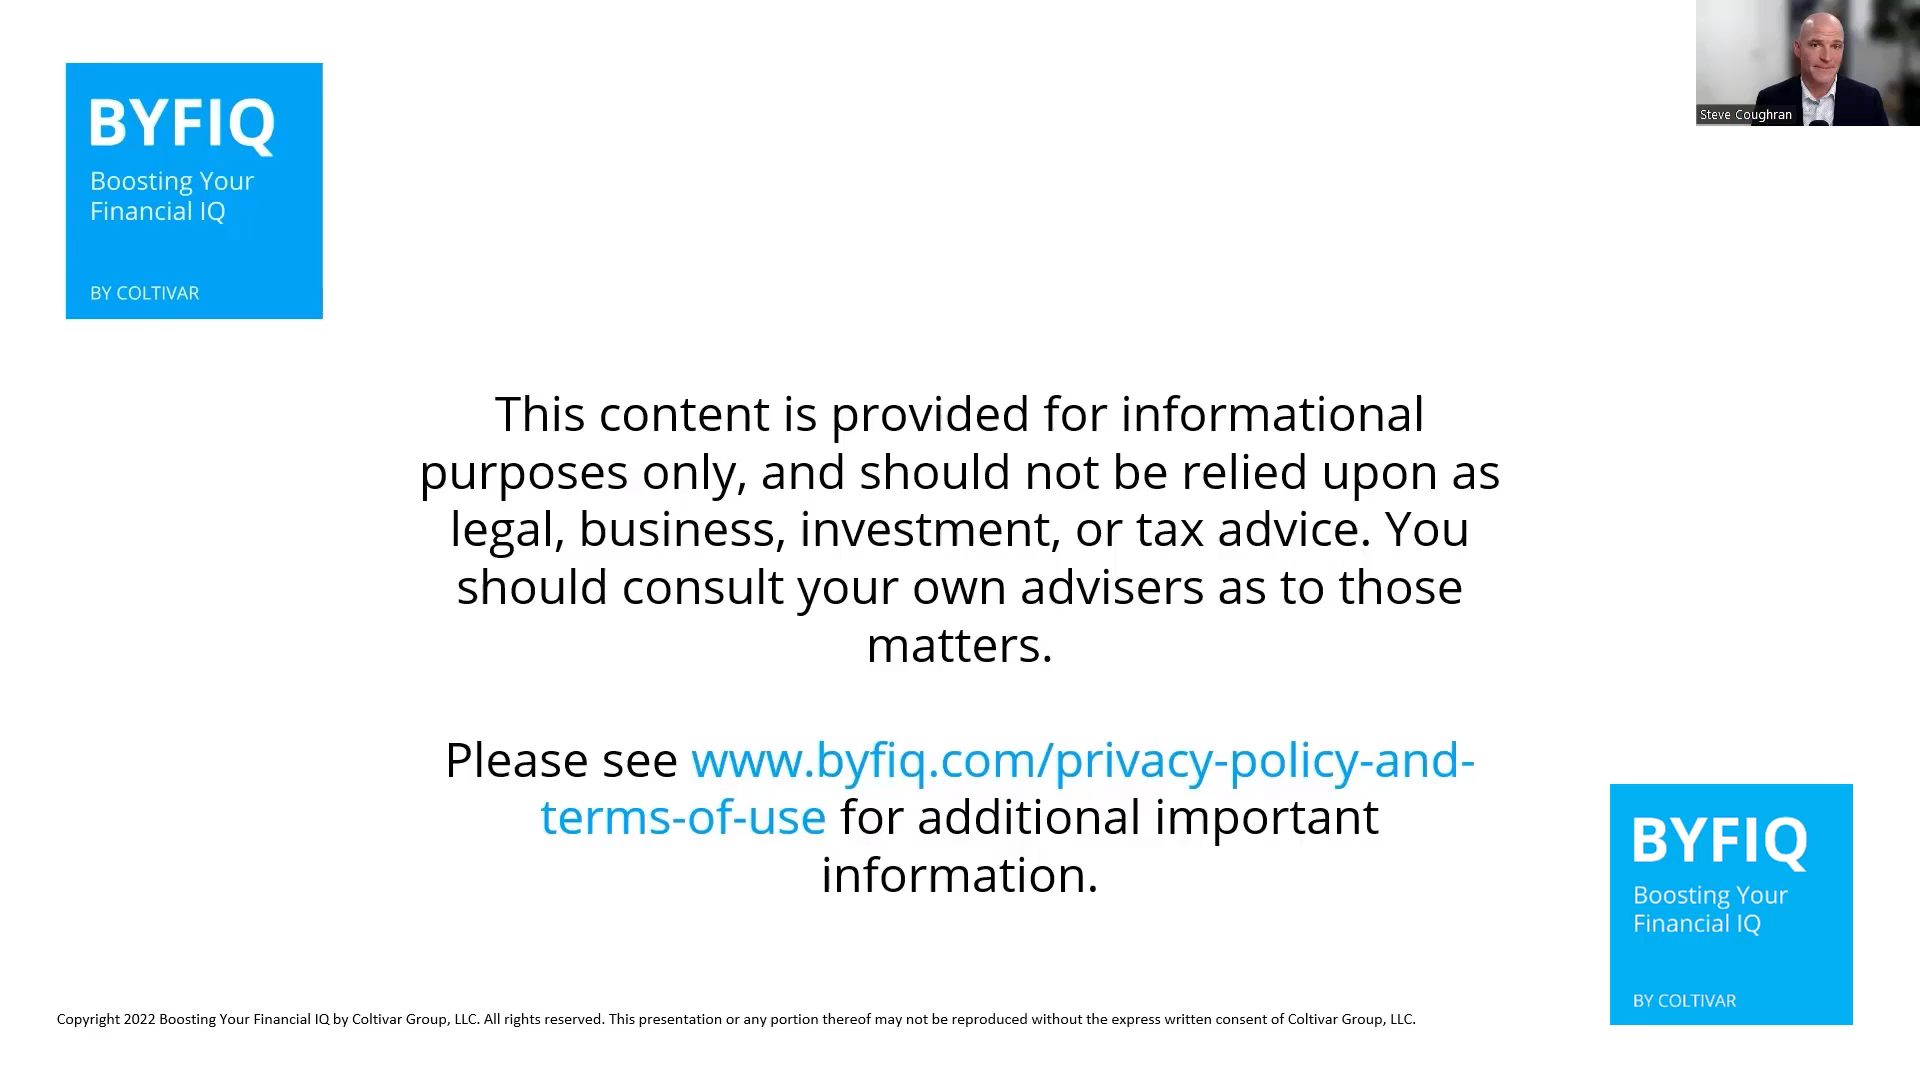 Steve Coughran
BYFIQ
Boosting Your
Financial IQ
BY COLTIVAR
This content is provided for informational
purposes only, and should not be relied upon as
legal, business, investment, or tax advice. You
should consult your own advisers as to those
matters.
Please see www.byfiq.com/privacy-policy-and-
terms-of-use for additional important
information.
BYFIQ
Boosting Your
Financial IQ
BY COLTIVAR
Copyright 2022 Boosting Your Financial IQ by Coltivar Group, LLC. All rights reserved. This presentation or any portion thereof may not be reproduced without the express written consent of Coltivar Group, LLC.